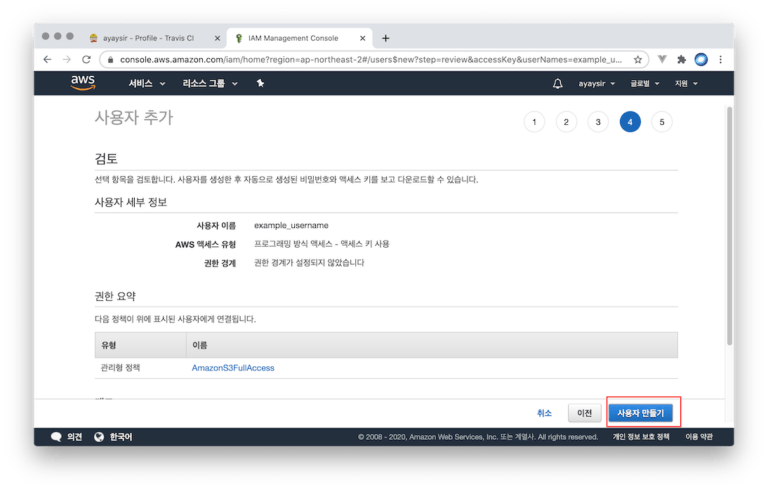 ayaysir - Profile - Travis CI
IAM Management Console
console.aws.amazon.com/iam/home?region=ap-northeast-2#/users$new?step=review&accessKey&userNames=example_u...
aws 서비스 리소스 그룹 ayaysir 글로벌 지원
사용자 추가
1 2 3 4 5
검토
선택 항목을 검토합니다. 사용자를 생성한 후 자동으로 생성된 비밀번호와 액세스 키를 보고 다운로드할 수 있습니다.
사용자 세부 정보
사용자 이름 example_username
AWS 액세스 유형 프로그래밍 방식 액세스 - 액세스 키 사용
권한 경계 권한 경계가 설정되지 않았습니다
권한 요약
다음 정책이 위에 표시된 사용자에게 연결됩니다.
유형 이름
관리형 정책 AmazonS3FullAccess
취소 이전 사용자 만들기
의견 한국어 © 2008 - 2020, Amazon Web Services, Inc. 또는 계열사. All rights reserved. 개인 정보 보호 정책 이용 약관